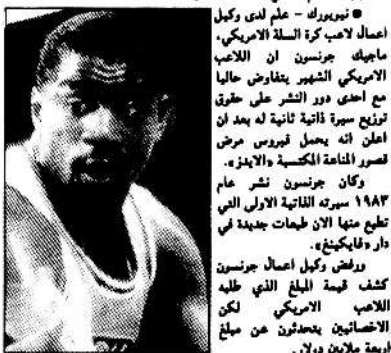 ● نيويورك - علم لدى وكيل
اعمال لاعب كرة السلة الامريكي،
ماجيك جونسون ان اللاعب
الامريكي الشهير يتفاوض حاليا
مع احدى دور النشر على حقوق
توزيع سيرة ذاتية ثانية له بعد ان
اعلن انه يحمل فيروس مرض
قصور المناعة المكتسبة «الايدز».
وكان جونسون نشر عام
١٩٨٣ سيرته الذاتية الاولى التي
تطبع منها الان طبعات جديدة في
دار «فايكينغ».
ورفض وكيل اعمال جونسون
كشف قيمة المبلغ الذي طلبه
اللاعب الامريكي لكن
الاخصائيين يتحدثون عن مبلغ
اربعة ملايين دولار.